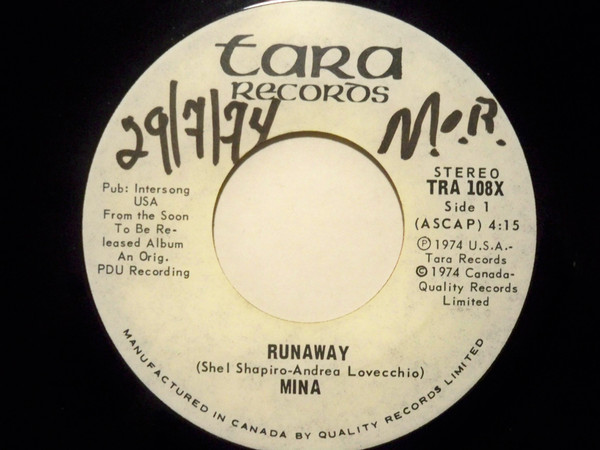 tara
RECORDS
29/7/74
M.O.R.
Pub: Intersong
USA
From the Soon
To Be Re-
leased Album
An Orig.
PDU Recording
STEREO
TRA 108X
Side 1
(ASCAP) 4:15
Ⓟ 1974 U.S.A.-
Tara Records
© 1974 Canada-
Quality Records
Limited
RUNAWAY
(Shel Shapiro-Andrea Lovecchio)
MINA
MANUFACTURED IN CANADA BY QUALITY RECORDS LIMITED